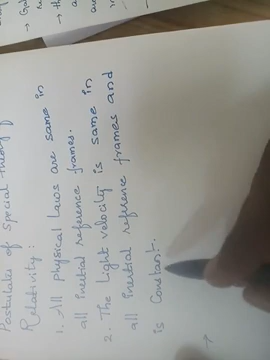 Postulates of special theory of
Relativity:
1. All physical Laws are same in
all inertial reference frames.
2. The Light velocity is same in
all inertial reference frames and
is Constant.